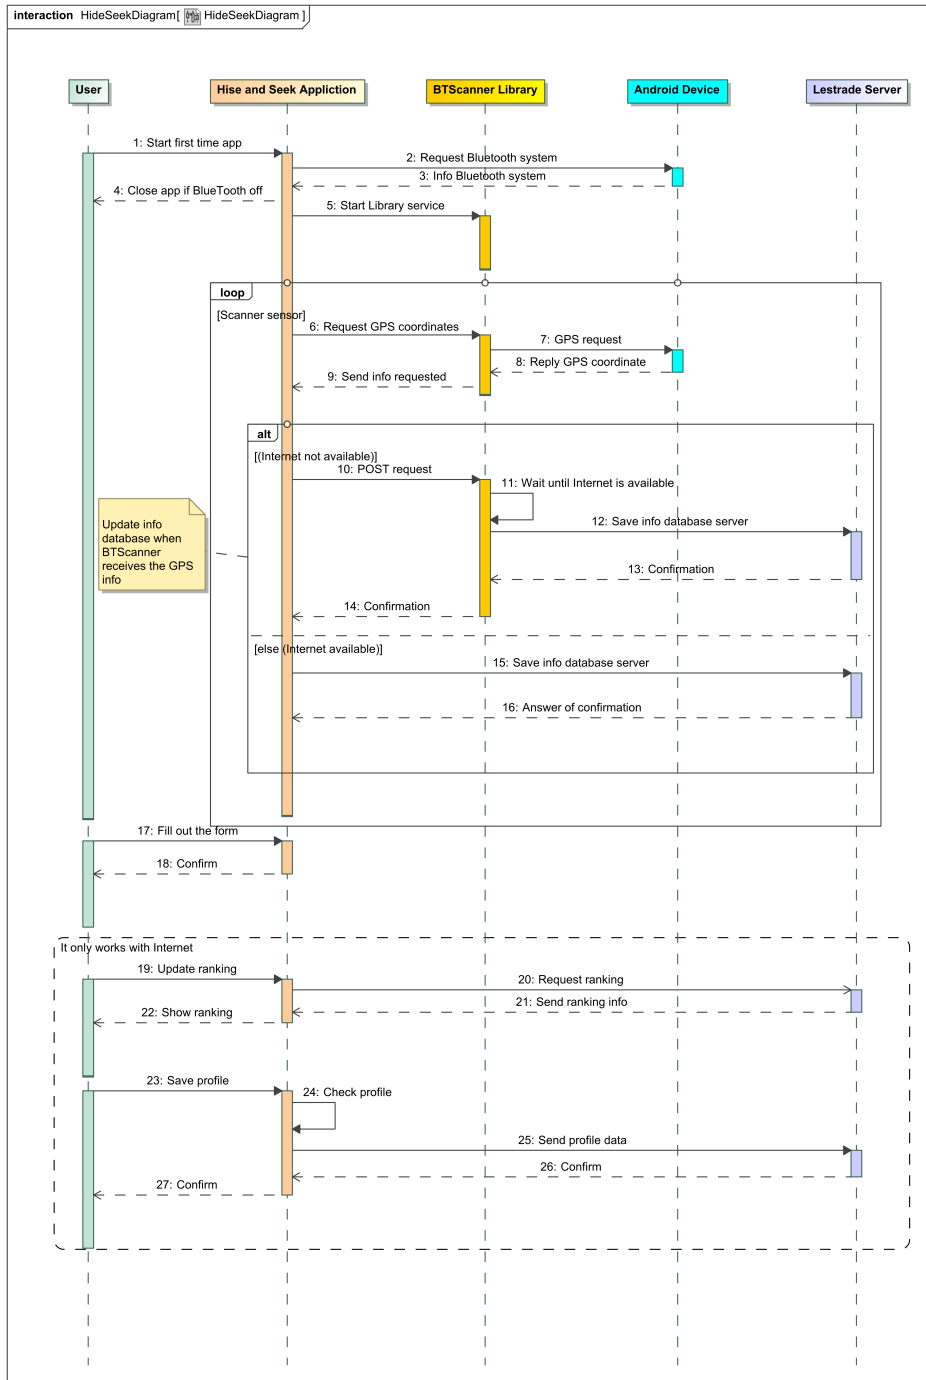 interaction HideSeekDiagram[ HideSeekDiagram ]
User
Hise and Seek Appliction
BTScanner Library
Android Device
Lestrade Server
1: Start first time app
2: Request Bluetooth system
3: Info Bluetooth system
4: Close app if BlueTooth off
5: Start Library service
loop
[Scanner sensor]
6: Request GPS coordinates
7: GPS request
8: Reply GPS coordinate
9: Send info requested
alt
[(Internet not available)]
10: POST request
11: Wait until Internet is available
Update info
database when
BTScanner
receives the GPS
info
12: Save info database server
13: Confirmation
14: Confirmation
[else (Internet available)]
15: Save info database server
16: Answer of confirmation
17: Fill out the form
18: Confirm
It only works with Internet
19: Update ranking
20: Request ranking
21: Send ranking info
22: Show ranking
23: Save profile
24: Check profile
25: Send profile data
26: Confirm
27: Confirm